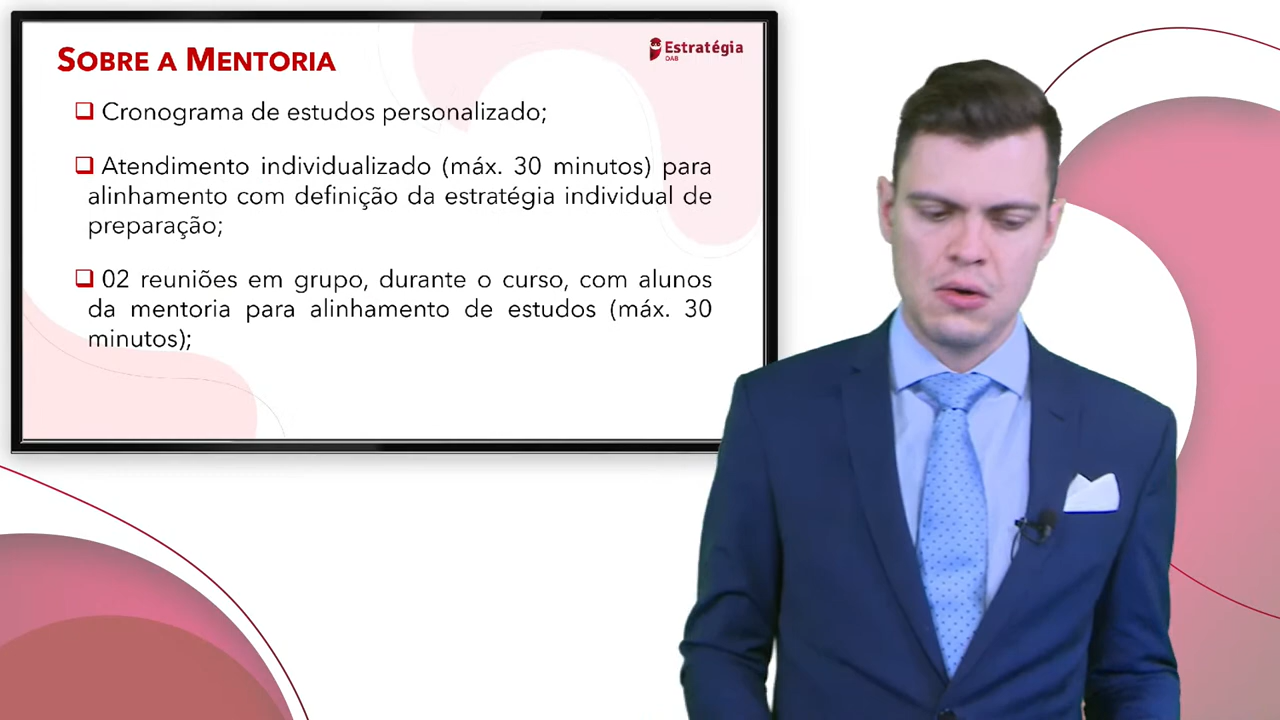 SOBRE A MENTORIA
Estratégia
OAB
❑ Cronograma de estudos personalizado;
❑ Atendimento individualizado (máx. 30 minutos) para
alinhamento com definição da estratégia individual de
preparação;
❑ 02 reuniões em grupo, durante o curso, com alunos
da mentoria para alinhamento de estudos (máx. 30
minutos);